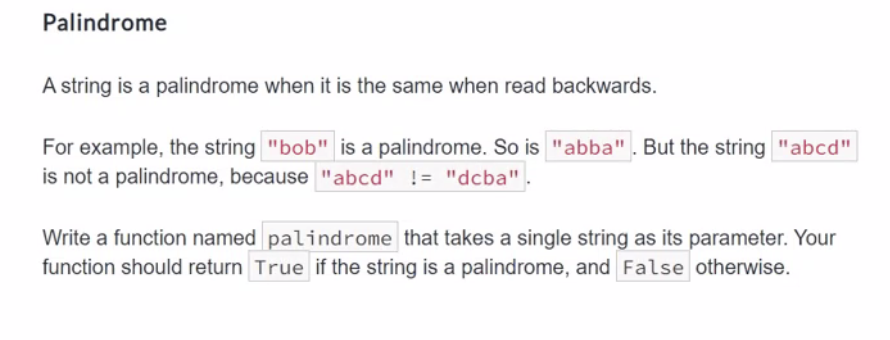 Palindrome
A string is a palindrome when it is the same when read backwards.
For example, the string "bob" is a palindrome. So is "abba". But the string "abcd"
is not a palindrome, because "abcd" != "dcba".
Write a function named palindrome that takes a single string as its parameter. Your
function should return True if the string is a palindrome, and False otherwise.